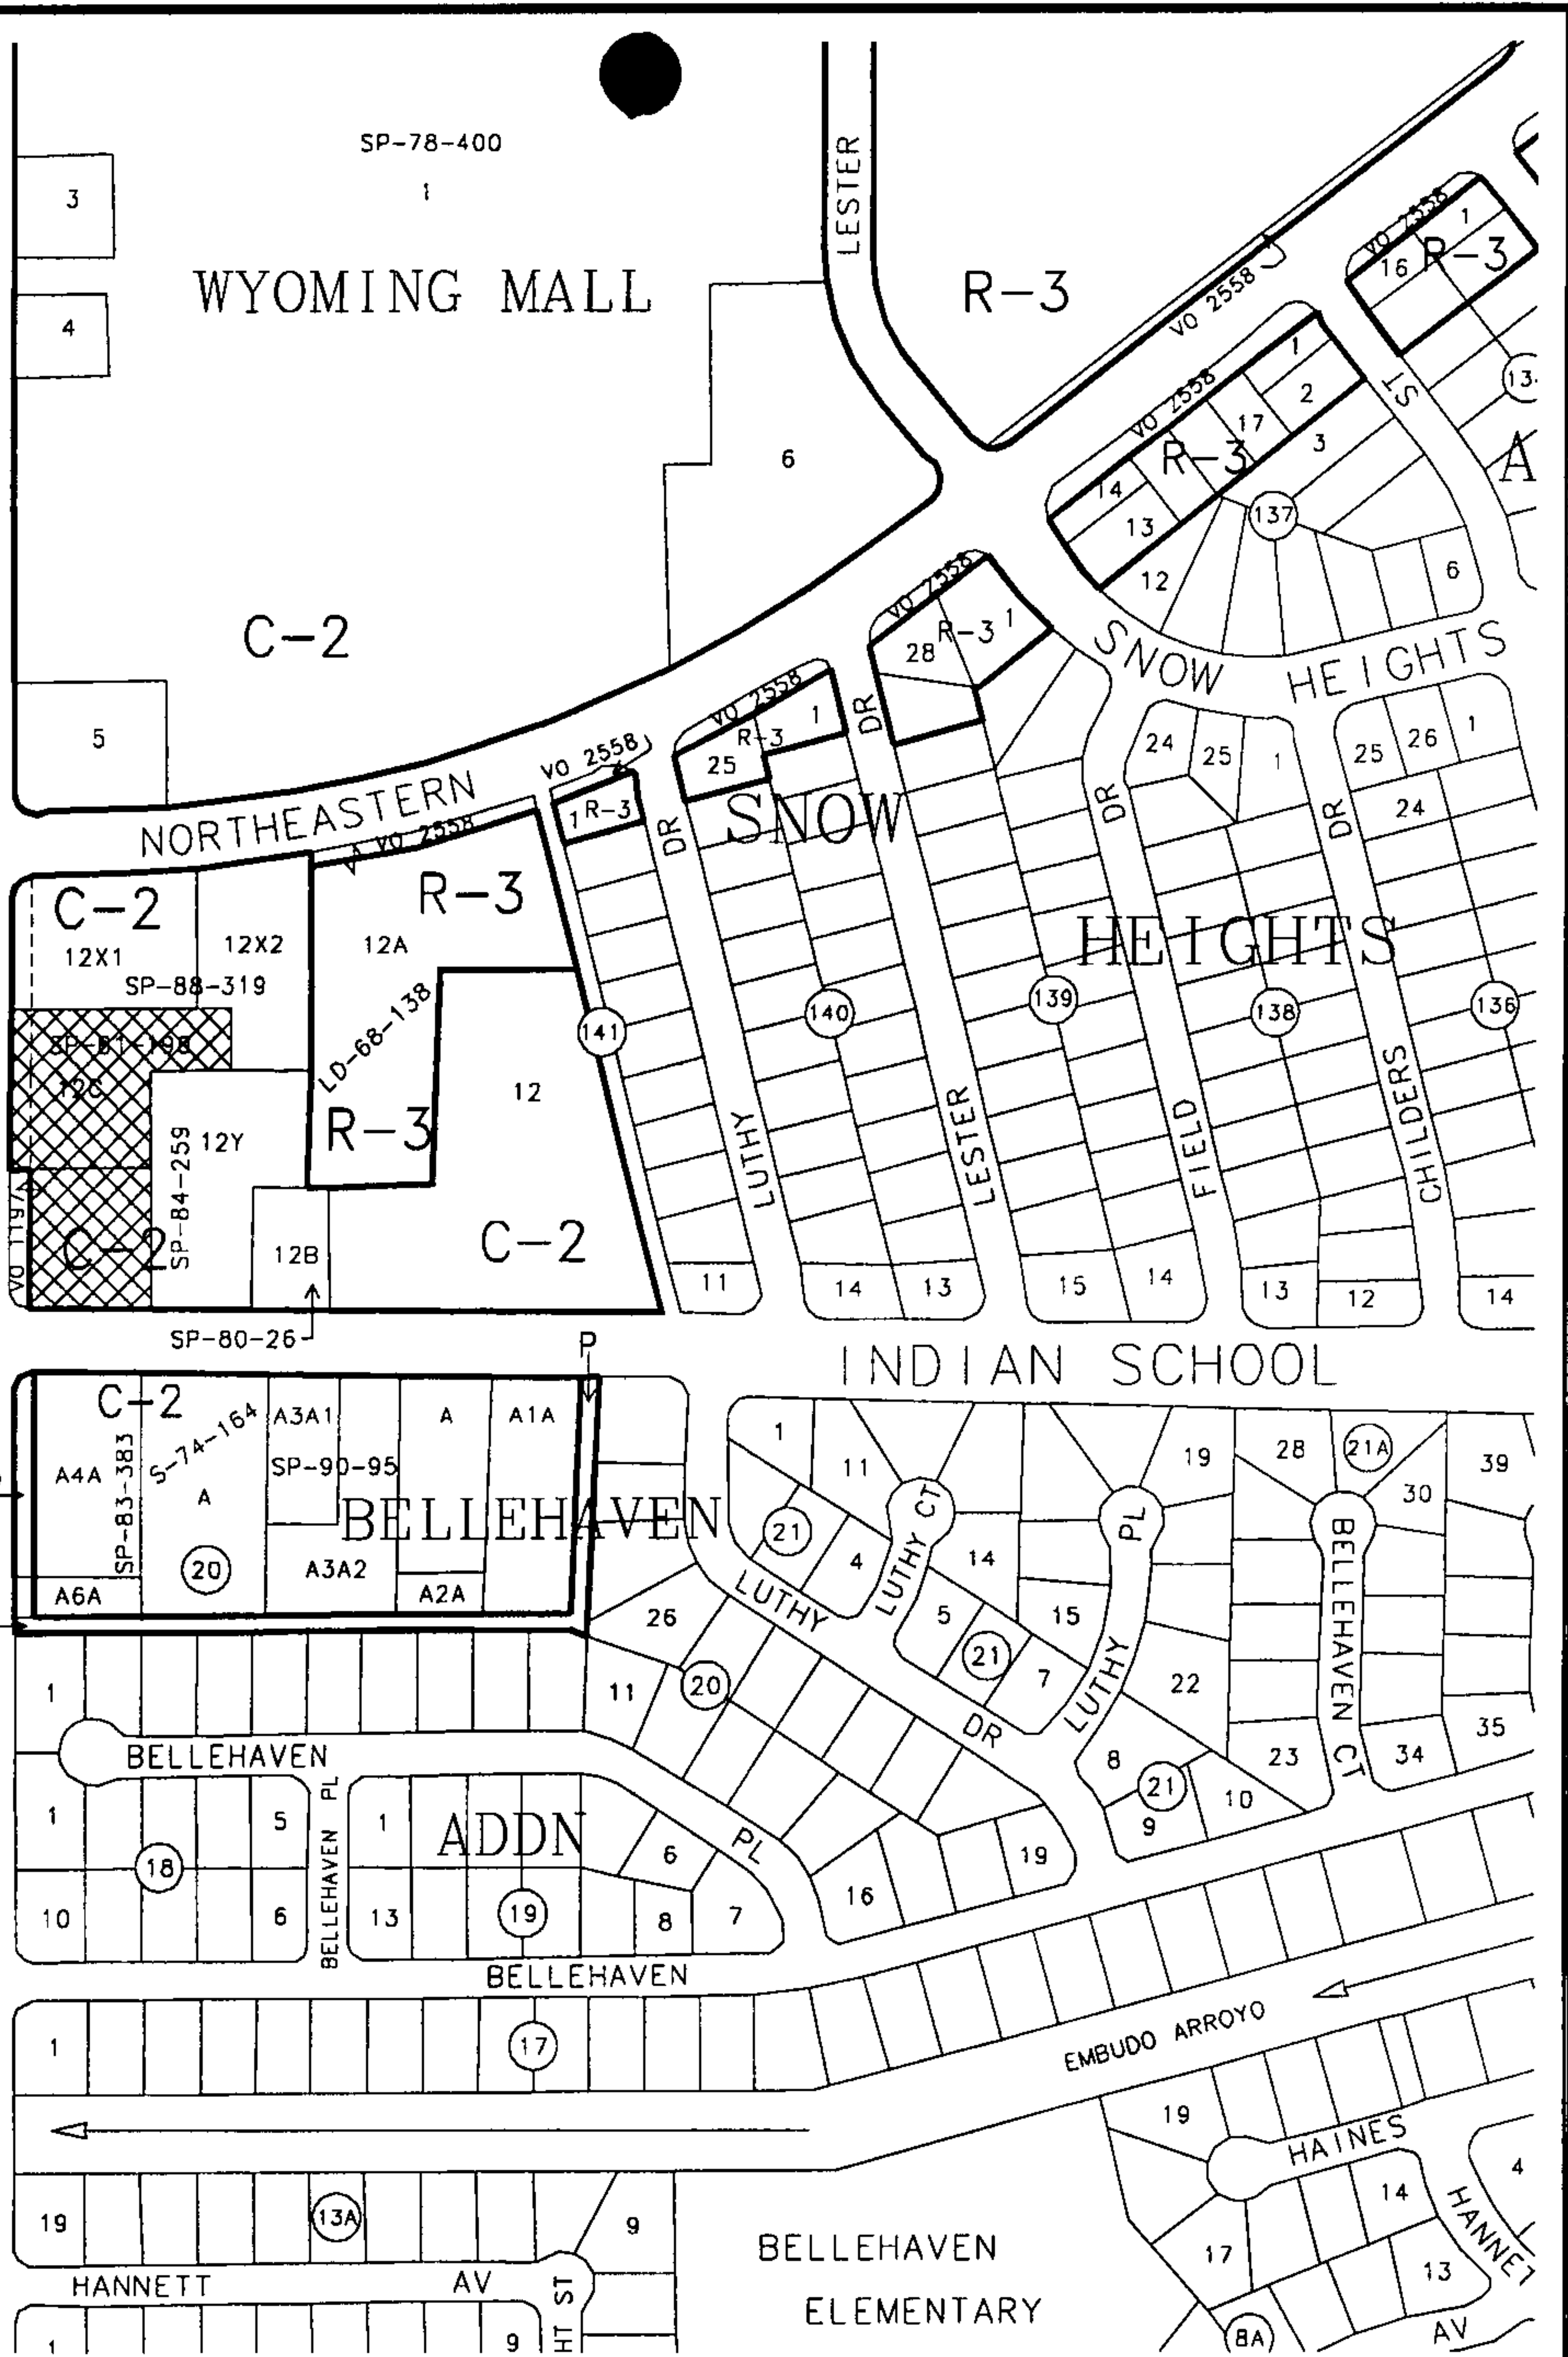 SP-78-400
1
3
WYOMING MALL
4
LESTER
R-3
VO 2558
VO 2558
1
16
R-3
6
VO 2558
1
2
17
R-3
3
14
13
ST
A
137
12
6
C-2
VO 2558
28
R-3
1
SNOW HEIGHTS
5
VO 2558
1
R-3
25
DR
VO 2558
1 R-3
DR
NORTHEASTERN
VO 2558
SNOW
HEIGHTS
24
25
1
25
26
1
24
DR
DR
C-2
12X1
12X2
SP-88-319
R-3
12A
LD-68-138
R-3
12
12C
12Y
SP-84-259
C-2
VO 1197
12B
C-2
SP-80-26
141
140
139
138
136
LUTHY
LESTER
FIELD
CHILDERS
11
14
13
15
14
13
12
14
P
INDIAN SCHOOL
C-2
A4A
SP-83-383
S-74-164
A
A3A1
SP-90-95
A
A1A
20
A3A2
A2A
A6A
BELLEHAVEN
1
11
21
4
LUTHY CT
14
5
21
7
15
LUTHY PL
19
22
28
21A
30
39
BELLEHAVEN CT
23
34
35
26
LUTHY DR
20
11
1
BELLEHAVEN PL
8
21
9
10
1
5
BELLEHAVEN PL
1
ADDN
6
18
10
6
13
19
8
7
16
19
BELLEHAVEN
1
17
EMBUDO ARROYO
19
HAINES
4
14
HANNET
17
13
8A
AV
19
13A
9
HANNETT AV
HT ST
1
9
BELLEHAVEN
ELEMENTARY